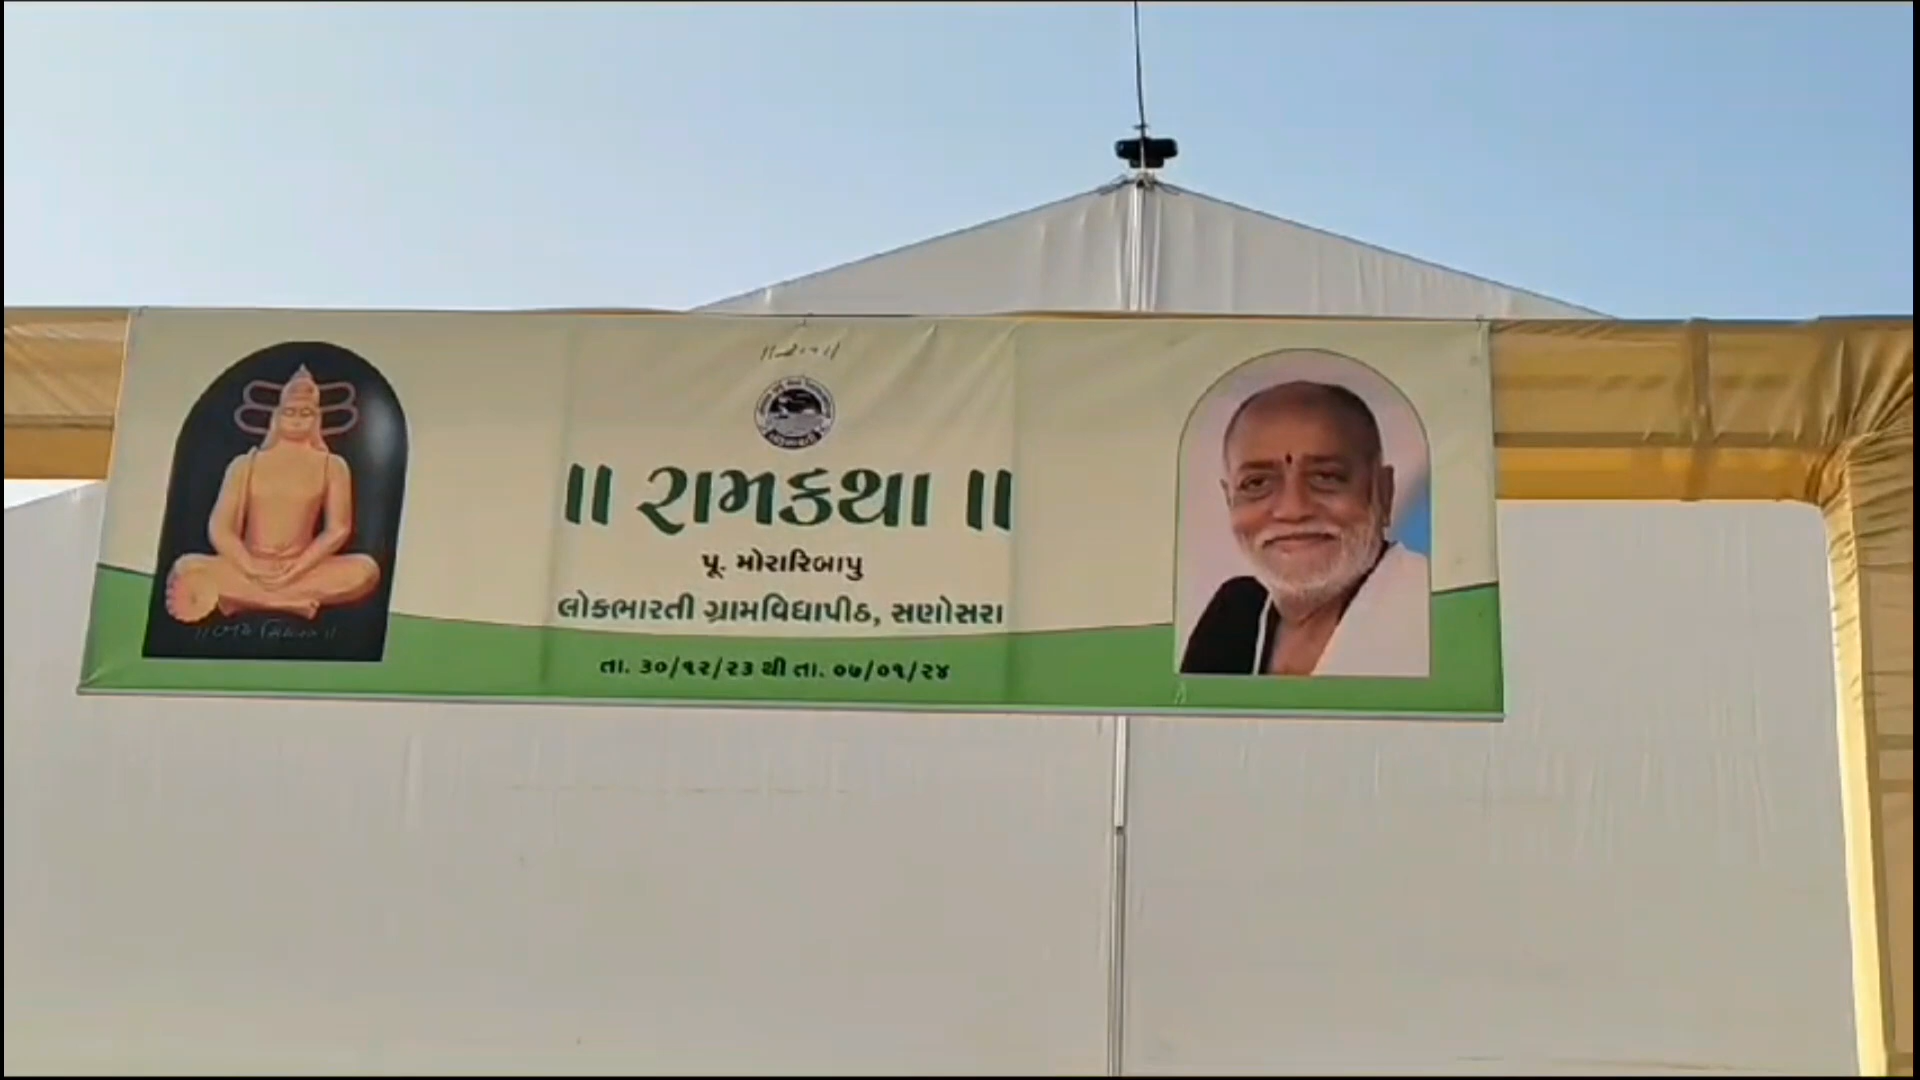 ॥ રામકથા ॥
પૂ. મોરારિબાપુ
લોકભારતી ગ્રામવિદ્યાપીઠ, સણોસરા
તા. ૩૦/૧૨/૨૩ થી તા. ૦૭/૦૧/૨૪